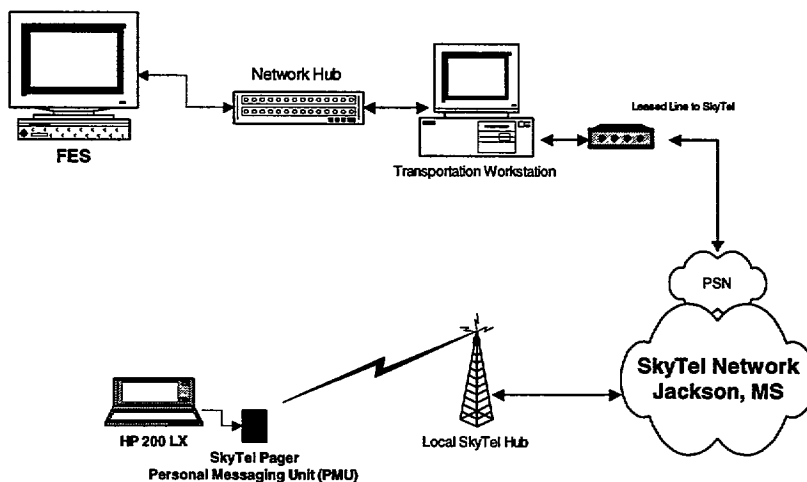 Network Hub
FES
Transportation Workstation
Leased Line to SkyTel
PSN
SkyTel Network
Jackson, MS
Local SkyTel Hub
HP 200 LX
SkyTel Pager
Personal Messaging Unit (PMU)